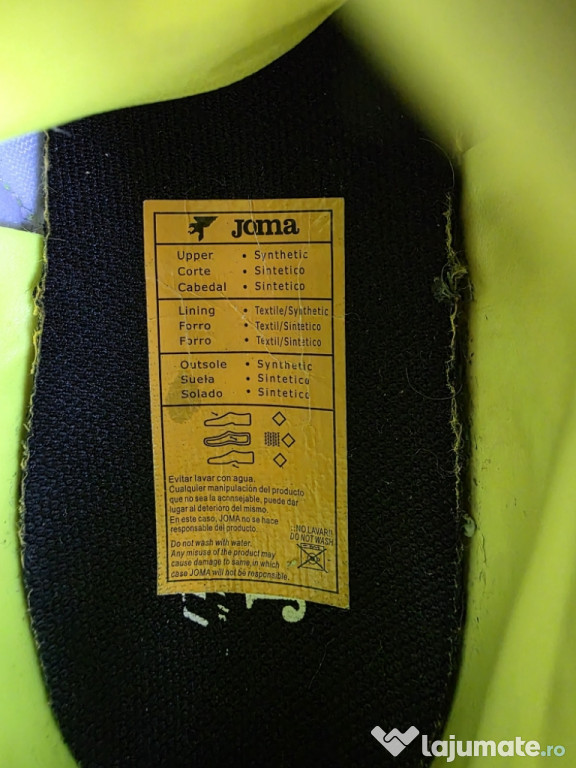 Joma
Upper • Synthetic
Corte • Sintetico
Cabedal • Sintetico
Lining • Textile/Synthetic
Forro • Textil/Sintetico
Forro • Textil/Sintetico
Outsole • Synthetic
Suela • Sintetico
Solado • Sintetico
Evitar lavar con agua.
Cualquier manipulación del producto
que no sea la aconnsejable, puede dar
lugar al deterioro del mismo.
En este caso, JOMA no se hace
responsable del producto.
¡¡NO LAVAR!!
DO NOT WASH
Do not wash with water.
Any misuse of the product may
cause damage to same, in which
case JOMA will not be responsible.
lajumate.ro